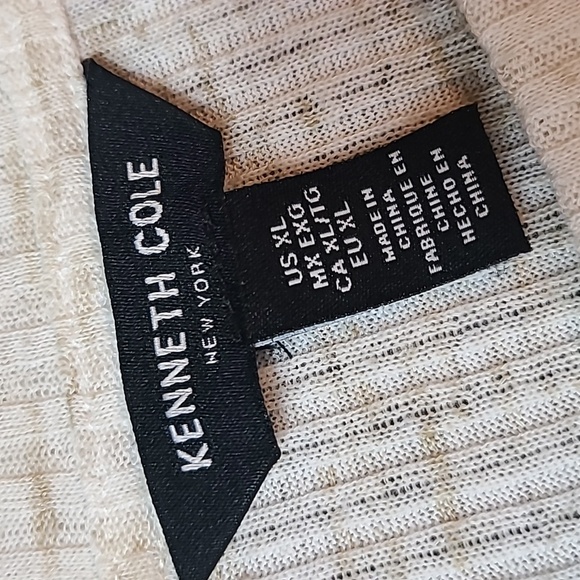 KENNETH COLE
NEW YORK
US XL
MX EXG
CA XL/TG
EU XL
MADE IN
CHINA
FABRIQUE EN
CHINE
HECHO EN
CHINA